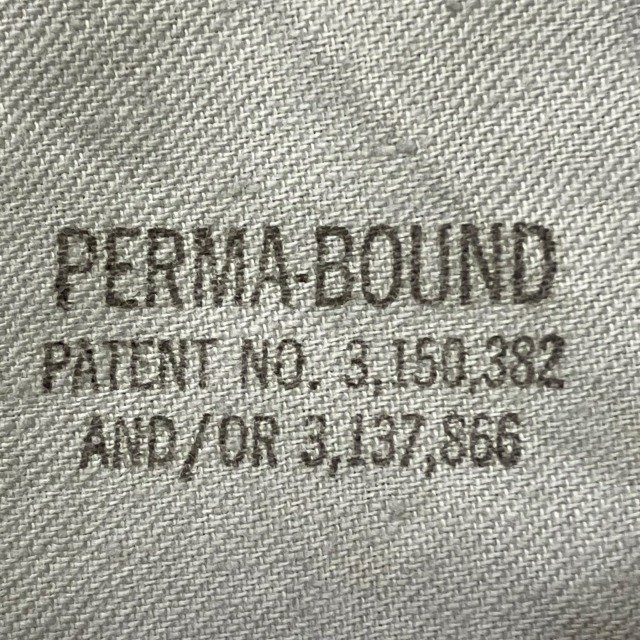 PERMA-BOUND
PATENT NO. 3,150,382
AND/OR 3,137,866